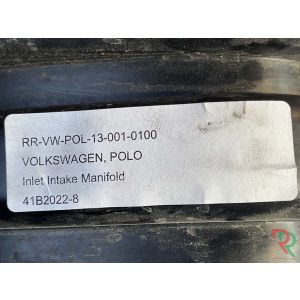 RR-VW-POL-13-001-0100
VOLKSWAGEN, POLO
Inlet Intake Manifold
41B2022-8